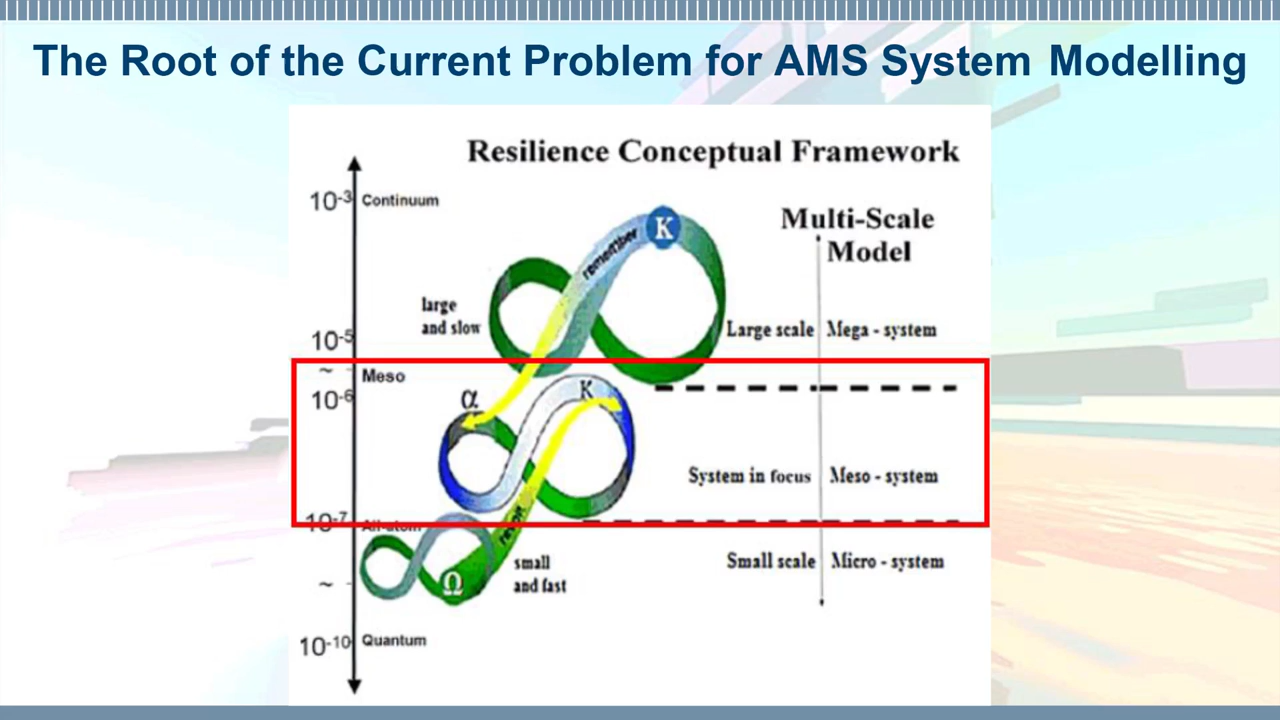 The Root of the Current Problem for AMS System Modelling
Resilience Conceptual Framework
10-3 Continuum
Multi-Scale
Model
K
remember
large
and slow
Large scale Mega - system
10-5
~
Meso
10-6
α
K
System in focus Meso - system
10-7 All-atom
revolt
small
and fast
Small scale Micro - system
Ω
~
10-10 Quantum